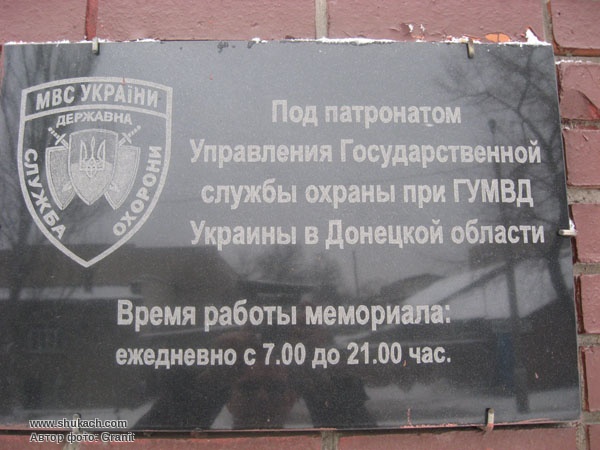 МВС УКРАЇНИ
ДЕРЖАВНА
СЛУЖБА
ОХОРОНИ
Под патронатом
Управления Государственной
службы охраны при ГУМВД
Украины в Донецкой области
Время работы мемориала:
ежедневно с 7.00 до 21.00 час.
www.shukach.com
Автор фото: Granit